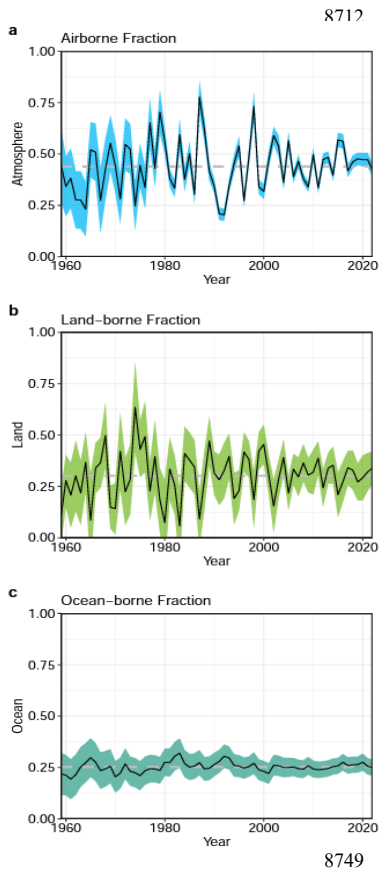 8712
a
Airborne Fraction
1.00
0.75
0.50
0.25
0.00
Atmosphere
1960 1980 2000 2020
Year
b
Land-borne Fraction
1.00
0.75
0.50
0.25
0.00
Land
1960 1980 2000 2020
Year
c
Ocean-borne Fraction
1.00
0.75
0.50
0.25
0.00
Ocean
1960 1980 2000 2020
Year
8749